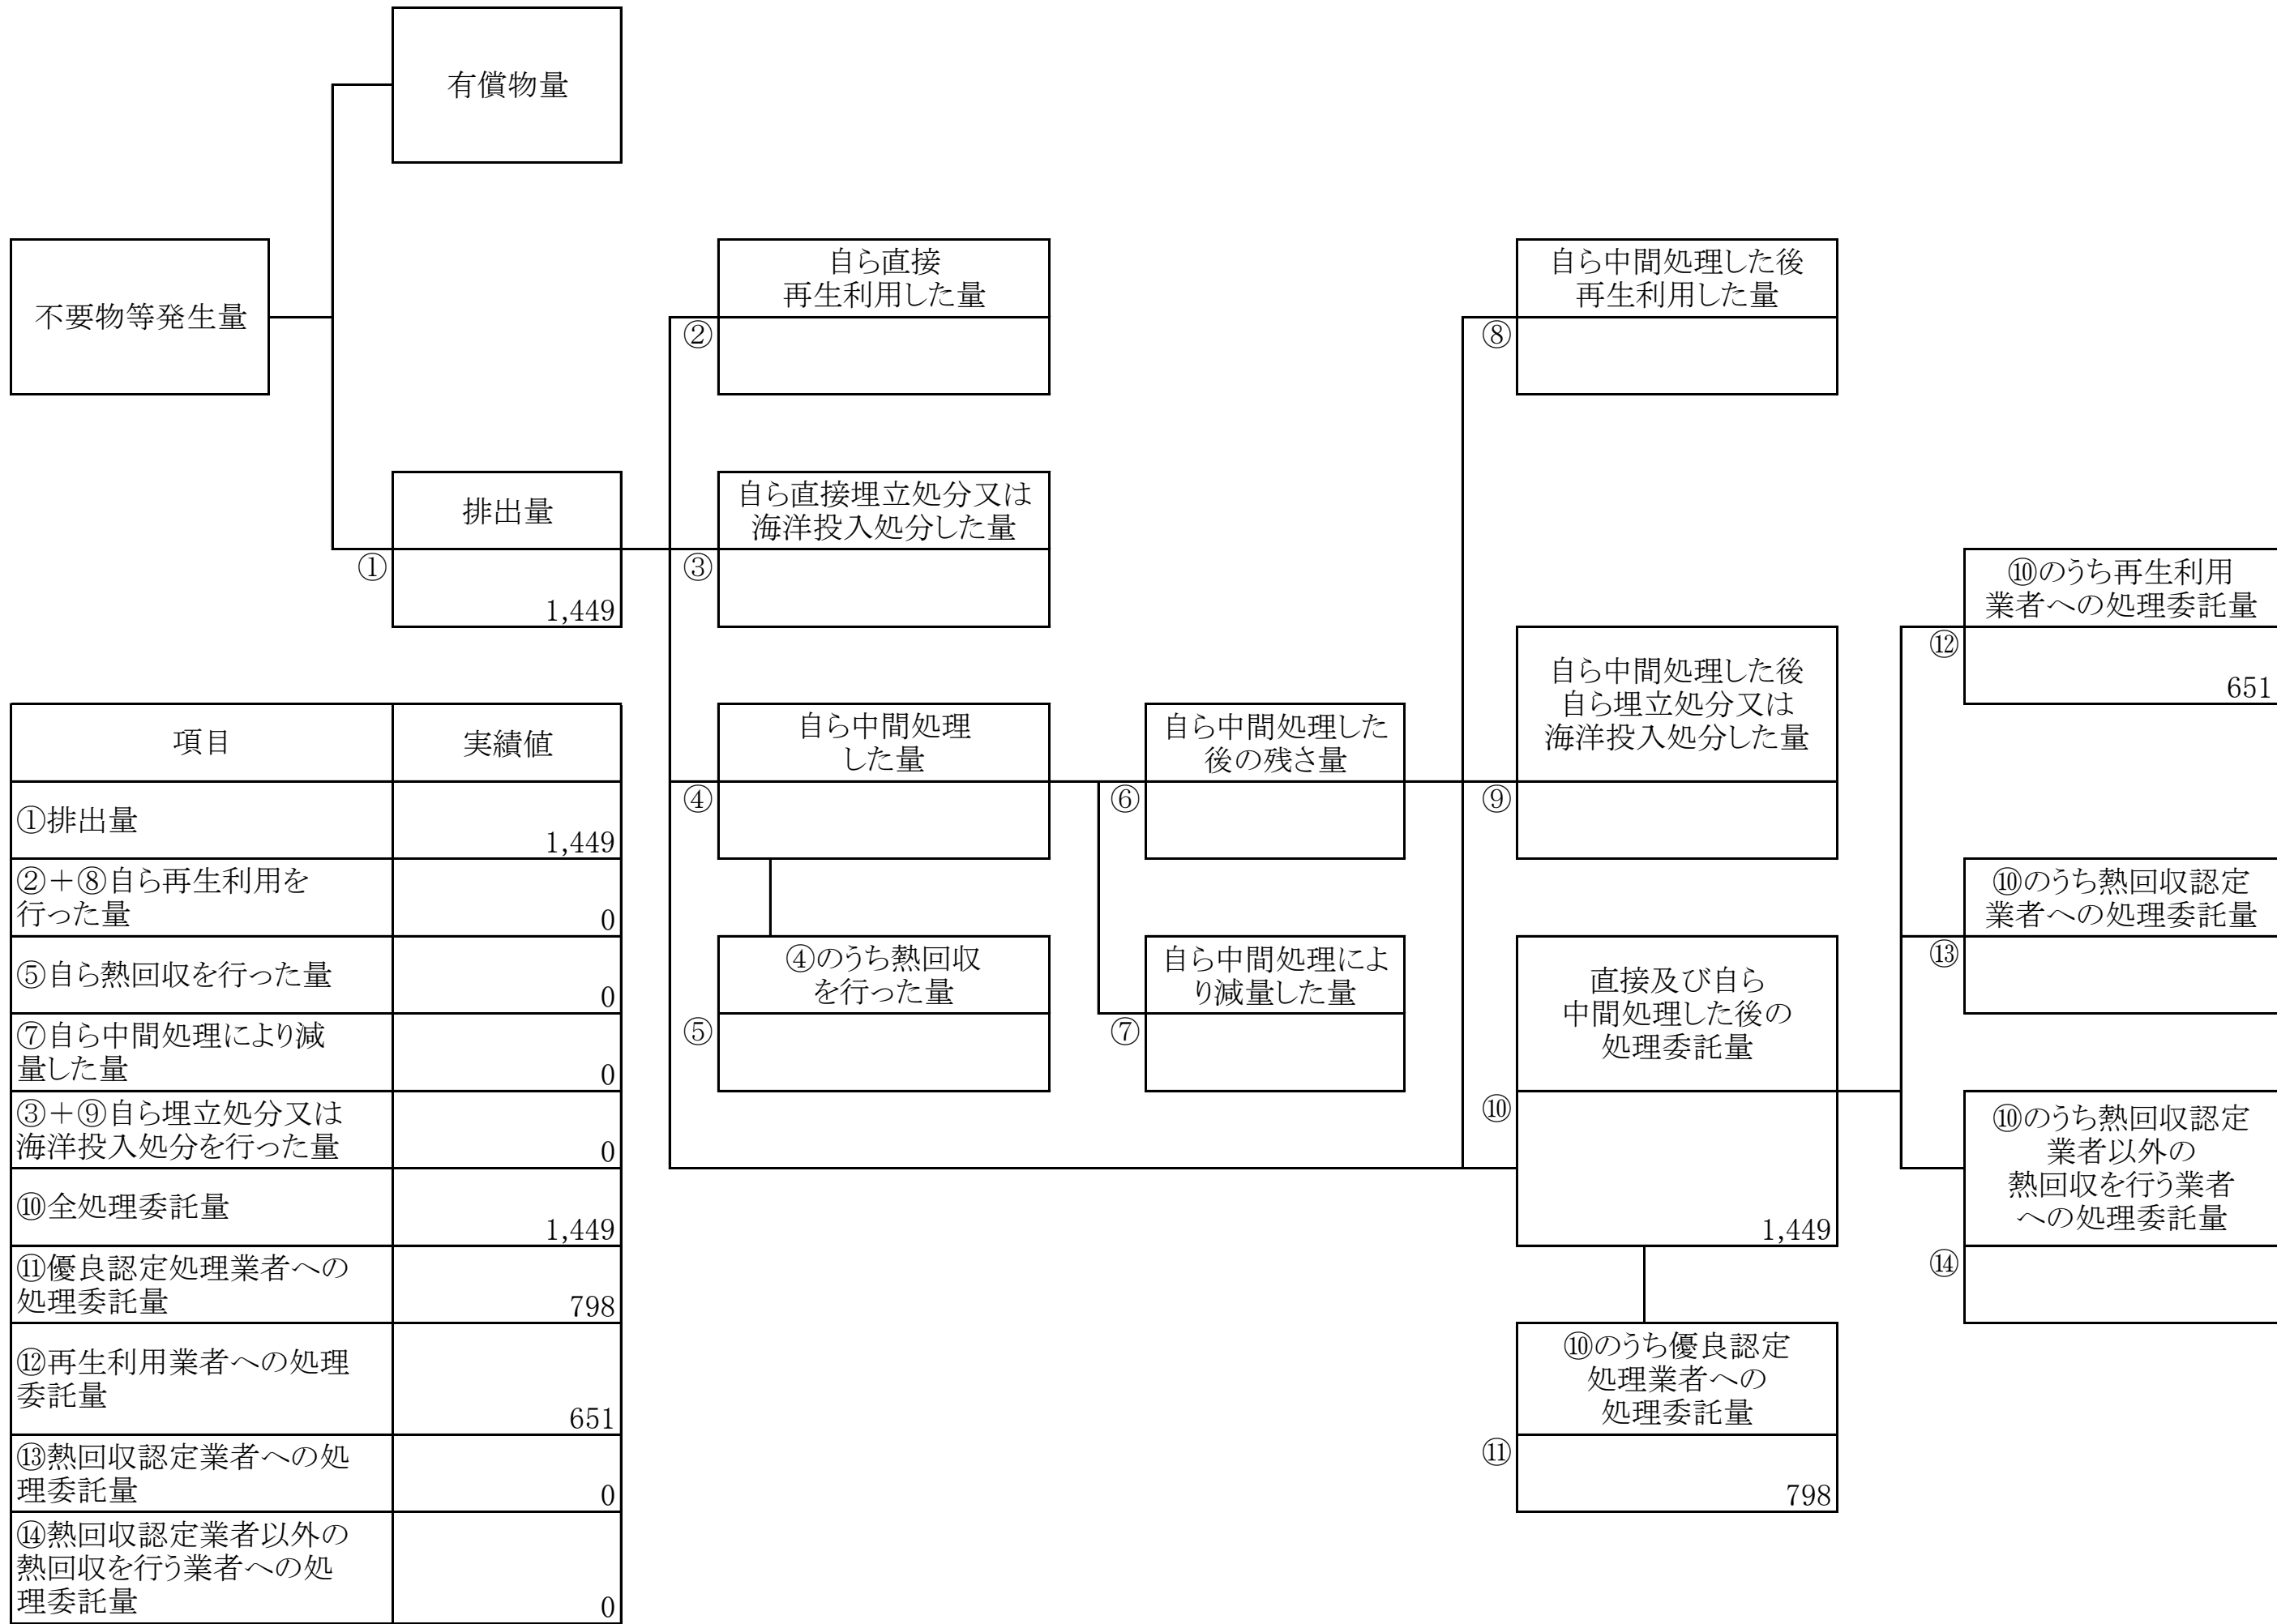 有償物量
不要物等発生量
自ら直接
再生利用した量
②
自ら中間処理した後
再生利用した量
⑧
排出量
①
1,449
自ら直接埋立処分又は
海洋投入処分した量
③
⑩のうち再生利用
業者への処理委託量
⑫
651
自ら中間処理
した量
④
自ら中間処理した
後の残さ量
⑥
自ら中間処理した後
自ら埋立処分又は
海洋投入処分した量
⑨
⑩のうち熱回収認定
業者への処理委託量
⑬
④のうち熱回収
を行った量
⑤
自ら中間処理によ
り減量した量
⑦
直接及び自ら
中間処理した後の
処理委託量
⑩
1,449
⑩のうち熱回収認定
業者以外の
熱回収を行う業者
への処理委託量
⑭
⑩のうち優良認定
処理業者への
処理委託量
⑪
798
項目
実績値
①排出量
1,449
②＋⑧自ら再生利用を
行った量
0
⑤自ら熱回収を行った量
0
⑦自ら中間処理により減
量した量
0
③＋⑨自ら埋立処分又は
海洋投入処分を行った量
0
⑩全処理委託量
1,449
⑪優良認定処理業者への
処理委託量
798
⑫再生利用業者への処理
委託量
651
⑬熱回収認定業者への処
理委託量
0
⑭熱回収認定業者以外の
熱回収を行う業者への処
理委託量
0